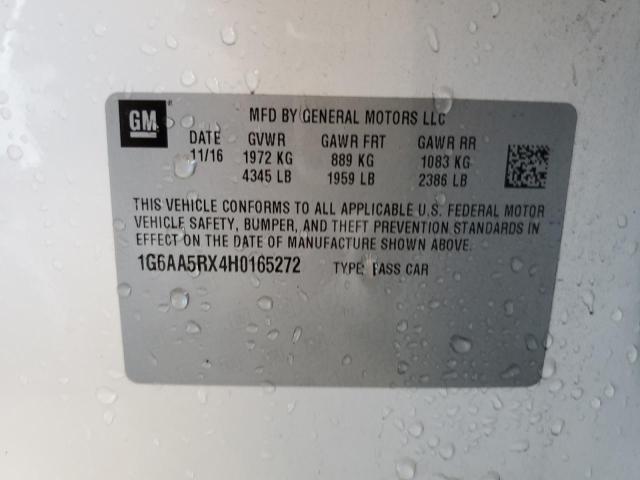 GM
MFD BY GENERAL MOTORS LLC
DATE GVWR GAWR FRT GAWR RR
11/16 1972 KG 889 KG 1083 KG
4345 LB 1959 LB 2386 LB
THIS VEHICLE CONFORMS TO ALL APPLICABLE U.S. FEDERAL MOTOR
VEHICLE SAFETY, BUMPER, AND THEFT PREVENTION STANDARDS
IN EFFECT ON THE DATE OF MANUFACTURE SHOWN ABOVE.
1G6AA5RX4H0165272 TYPE: PASS CAR